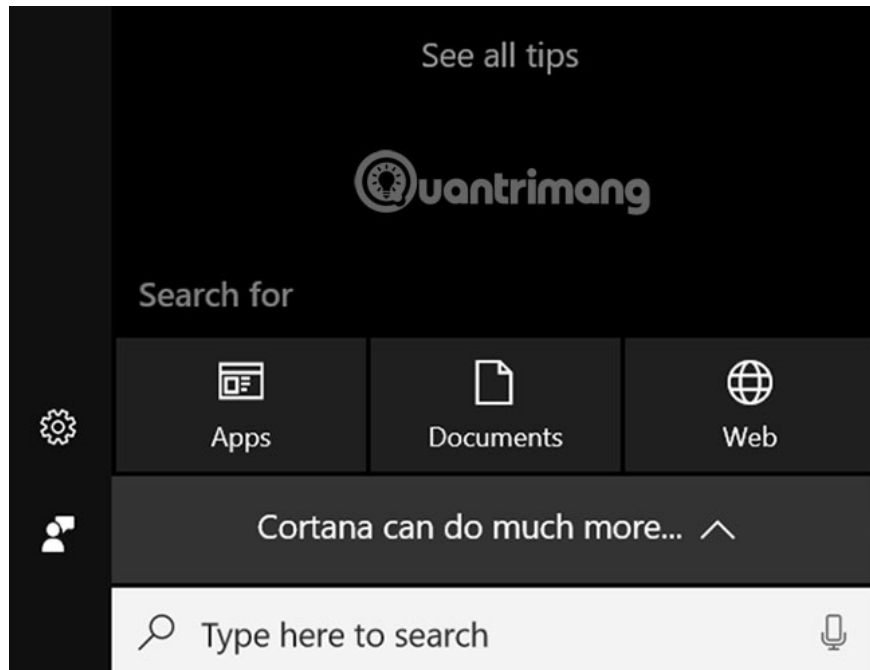 See all tips
Quantrimang
Search for
Apps
Documents
Web
Cortana can do much more...
Type here to search